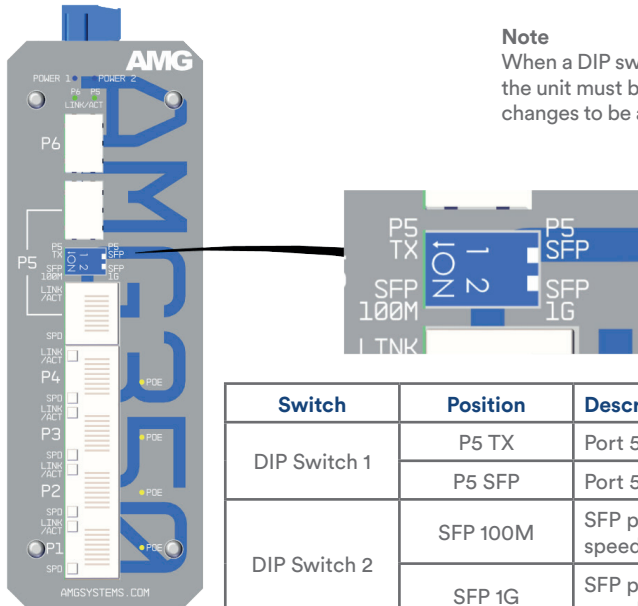 AMG
POWER 1 POWER 2
P6 P5
LINK/ACT
P6
P5
P5 TX
P5 SFP
↑ON
1 2
SFP 100M
SFP 1G
LINK /ACT
SPD
LINK /ACT
P4
SPD
POE
LINK /ACT
P3
SPD
POE
LINK /ACT
P2
SPD
POE
LINK /ACT
P1
SPD
POE
AMG350
AMGSYSTEMS.COM
Note
When a DIP
the unit must
changes to be
P5 TX
P5 SFP
↑ON
1 2
SFP 100M
SFP 1G
LINK
Switch Position
DIP Switch 1
P5 TX Port 5
P5 SFP Port 5
DIP Switch 2
SFP 100M SFP
SFP 1G SFP